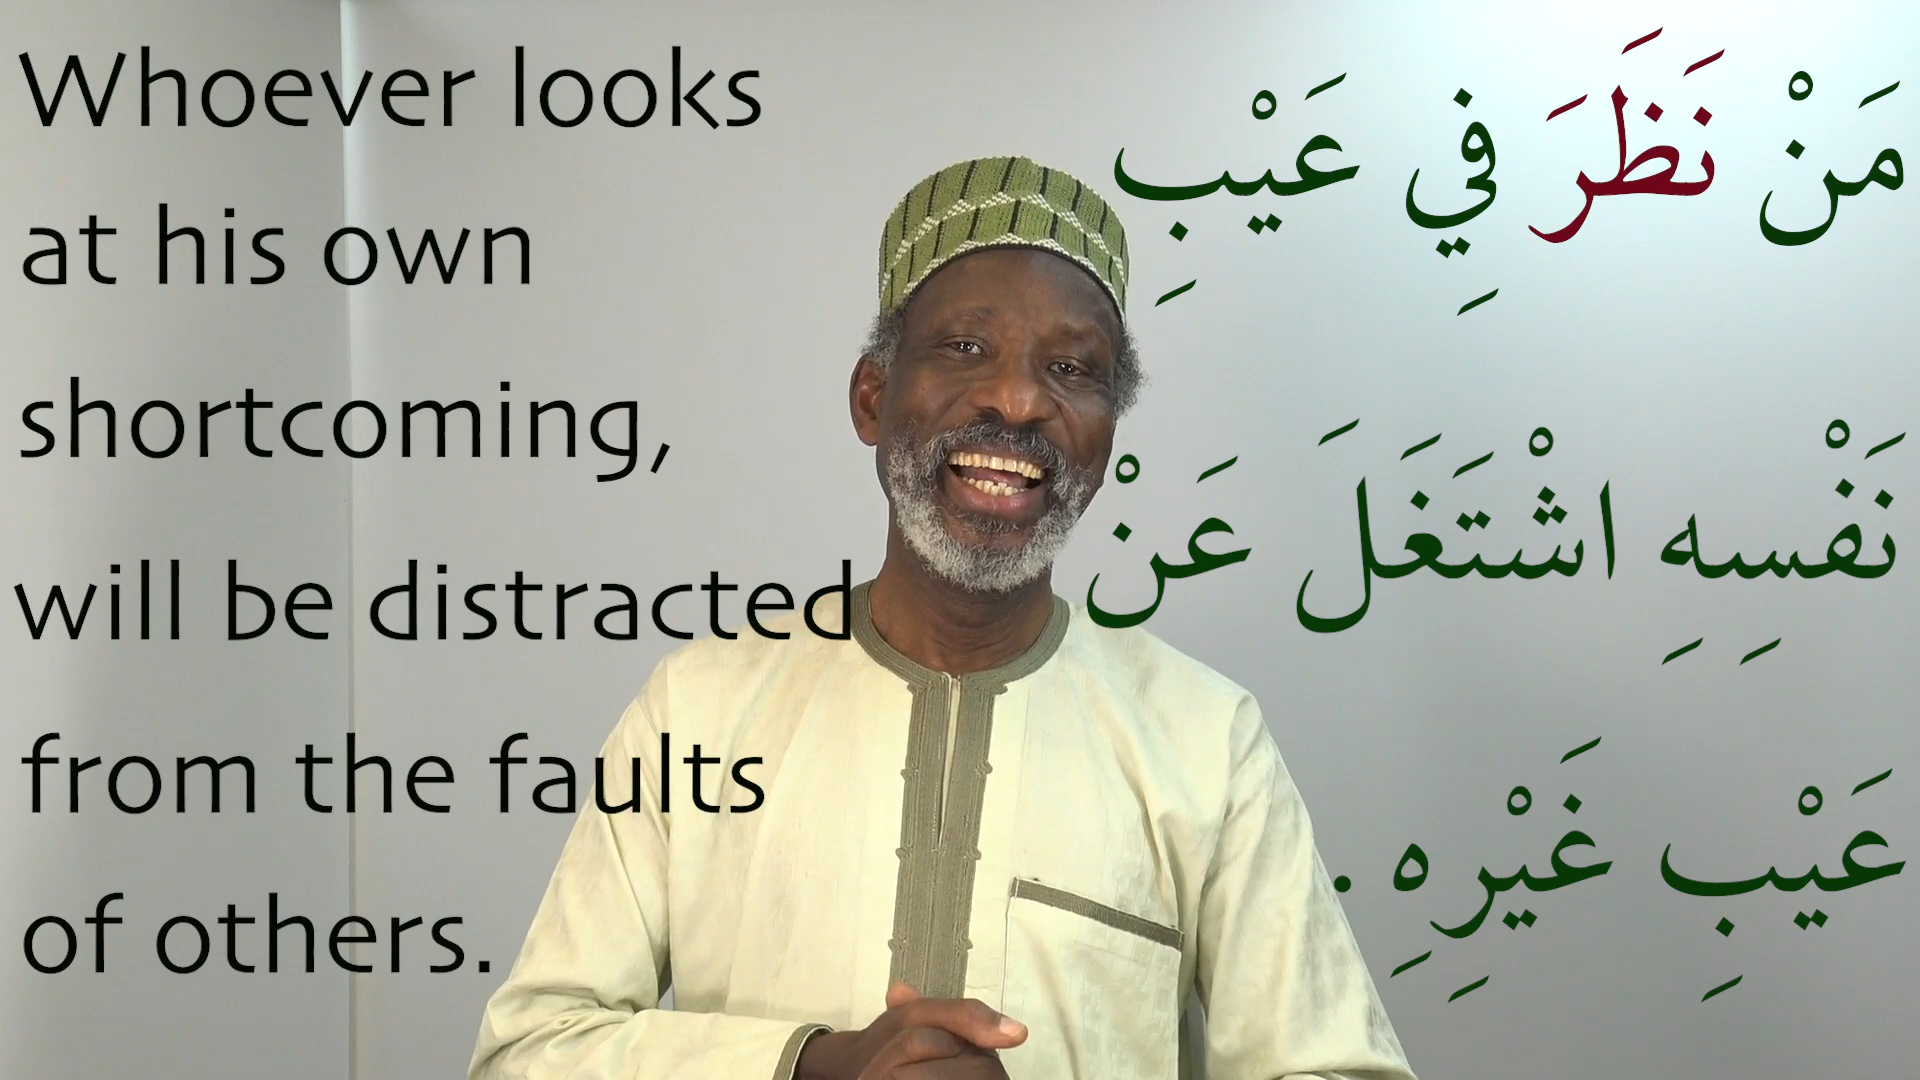 Whoever looks
at his own
shortcoming,
will be distracted
from the faults
of others.
مَنْ نَظَرَ فِي عَيْبِ
نَفْسِهِ اشْتَغَلَ عَنْ
عَيْبِ غَيْرِهِ .